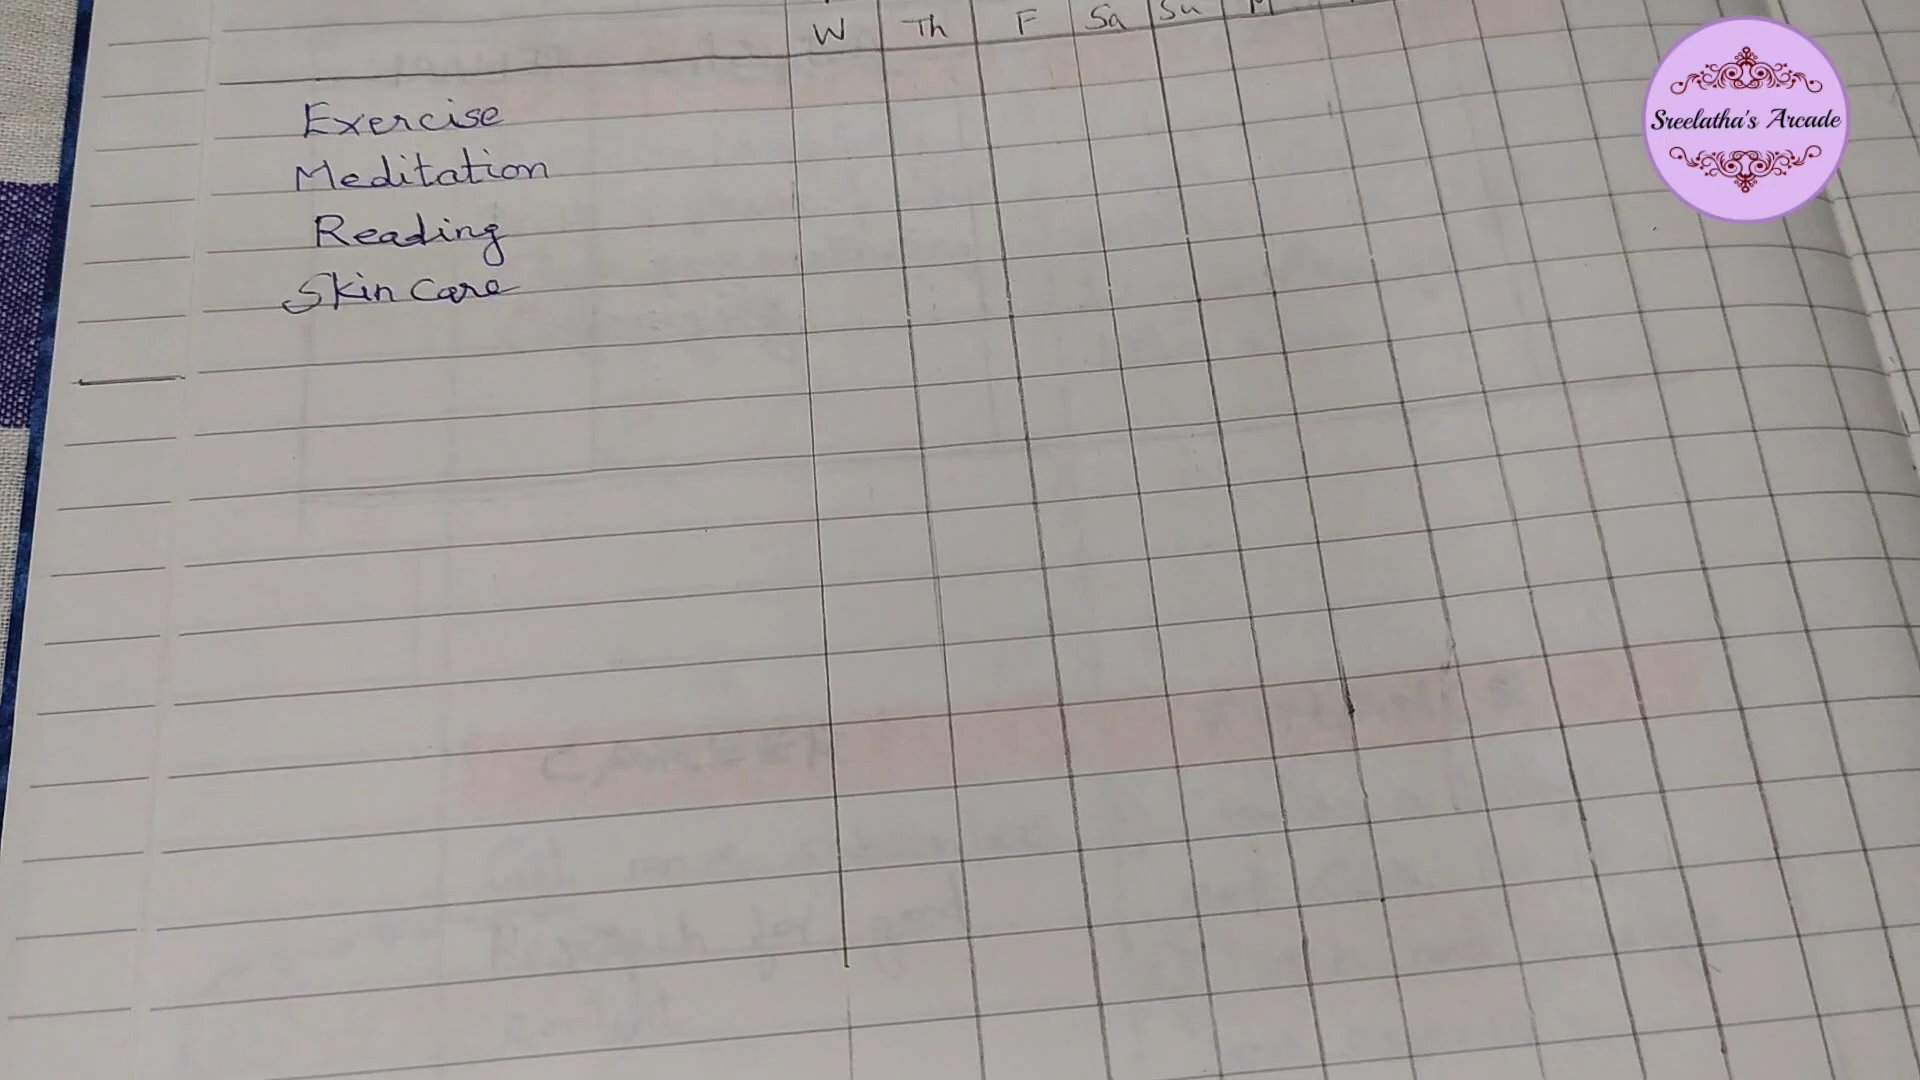 W Th F Sa Su M
Exercise
Meditation
Reading
Skin Care
Sreelatha's Arcade